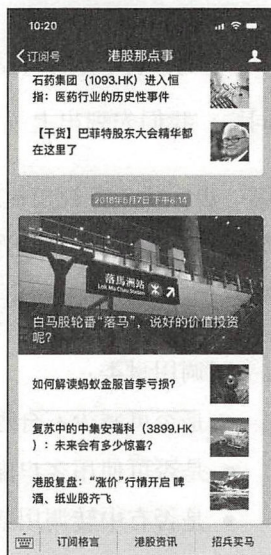 10:20
订阅号 港股那点事
石药集团（1093.HK）进入恒
指：医药行业的历史性事件
【干货】巴菲特股东大会精华都
在这里了
2018年5月7日 下午6:14
落馬洲站
Lok Ma Chau Station
白马股轮番“落马”，说好的价值投资
呢？
如何解读蚂蚁金服首季亏损？
复苏中的中集安瑞科（3899.HK
）：未来会有多少惊喜？
港股复盘：“涨价”行情开启 啤
酒、纸业股齐飞
订阅格言 港股资讯 招兵买马